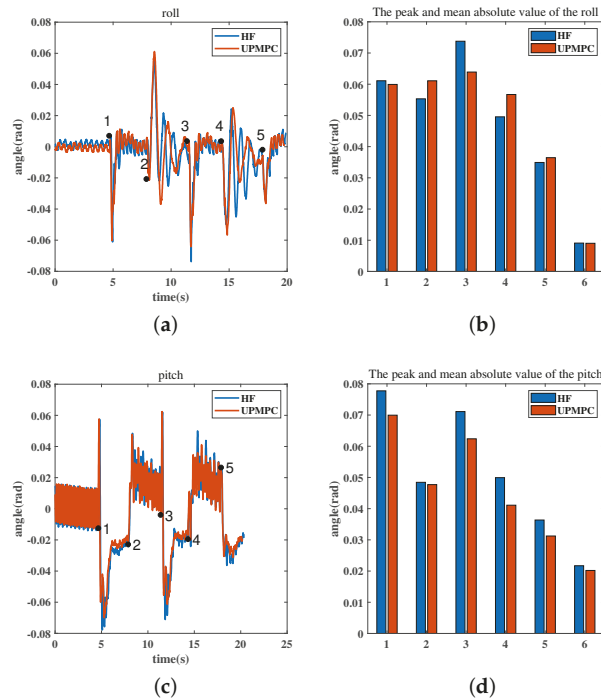 roll
HF
UPMPC
angle(rad)
0.08
0.06
0.04
0.02
0
-0.02
-0.04
-0.06
-0.08
1
2
3
4
5
0 5 10 15 20
time(s)
(a)
The peak and mean absolute value of the roll
HF
UPMPC
angle(rad)
0.08
0.07
0.06
0.05
0.04
0.03
0.02
0.01
0
1 2 3 4 5 6
(b)
pitch
HF
UPMPC
angle(rad)
0.08
0.06
0.04
0.02
0
-0.02
-0.04
-0.06
-0.08
1
2
3
4
5
0 5 10 15 20 25
time(s)
(c)
The peak and mean absolute value of the pitch
HF
UPMPC
angle(rad)
0.08
0.07
0.06
0.05
0.04
0.03
0.02
0.01
0
1 2 3 4 5 6
(d)